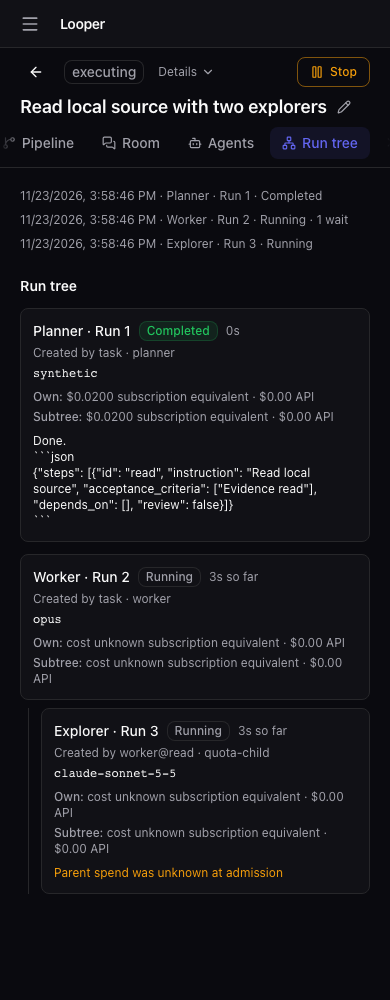 Looper
executing
Details
Stop
Read local source with two explorers
Pipeline
Room
Agents
Run tree
11/23/2026, 3:58:46 PM · Planner · Run 1 · Completed
11/23/2026, 3:58:46 PM · Worker · Run 2 · Running · 1 wait
11/23/2026, 3:58:46 PM · Explorer · Run 3 · Running
Run tree
Planner · Run 1 Completed 0s
Created by task · planner
synthetic
Own: $0.0200 subscription equivalent · $0.00 API
Subtree: $0.0200 subscription equivalent · $0.00 API
Done.
```json
{"steps": [{"id": "read", "instruction": "Read local
source", "acceptance_criteria": ["Evidence read"],
"depends_on": [], "review": false}]}
```
Worker · Run 2 Running 3s so far
Created by task · worker
opus
Own: cost unknown subscription equivalent · $0.00 API
Subtree: cost unknown subscription equivalent · $0.00
API
Explorer · Run 3 Running 3s so far
Created by worker@read · quota-child
claude-sonnet-5-5
Own: cost unknown subscription equivalent · $0.00
API
Subtree: cost unknown subscription equivalent ·
$0.00 API
Parent spend was unknown at admission